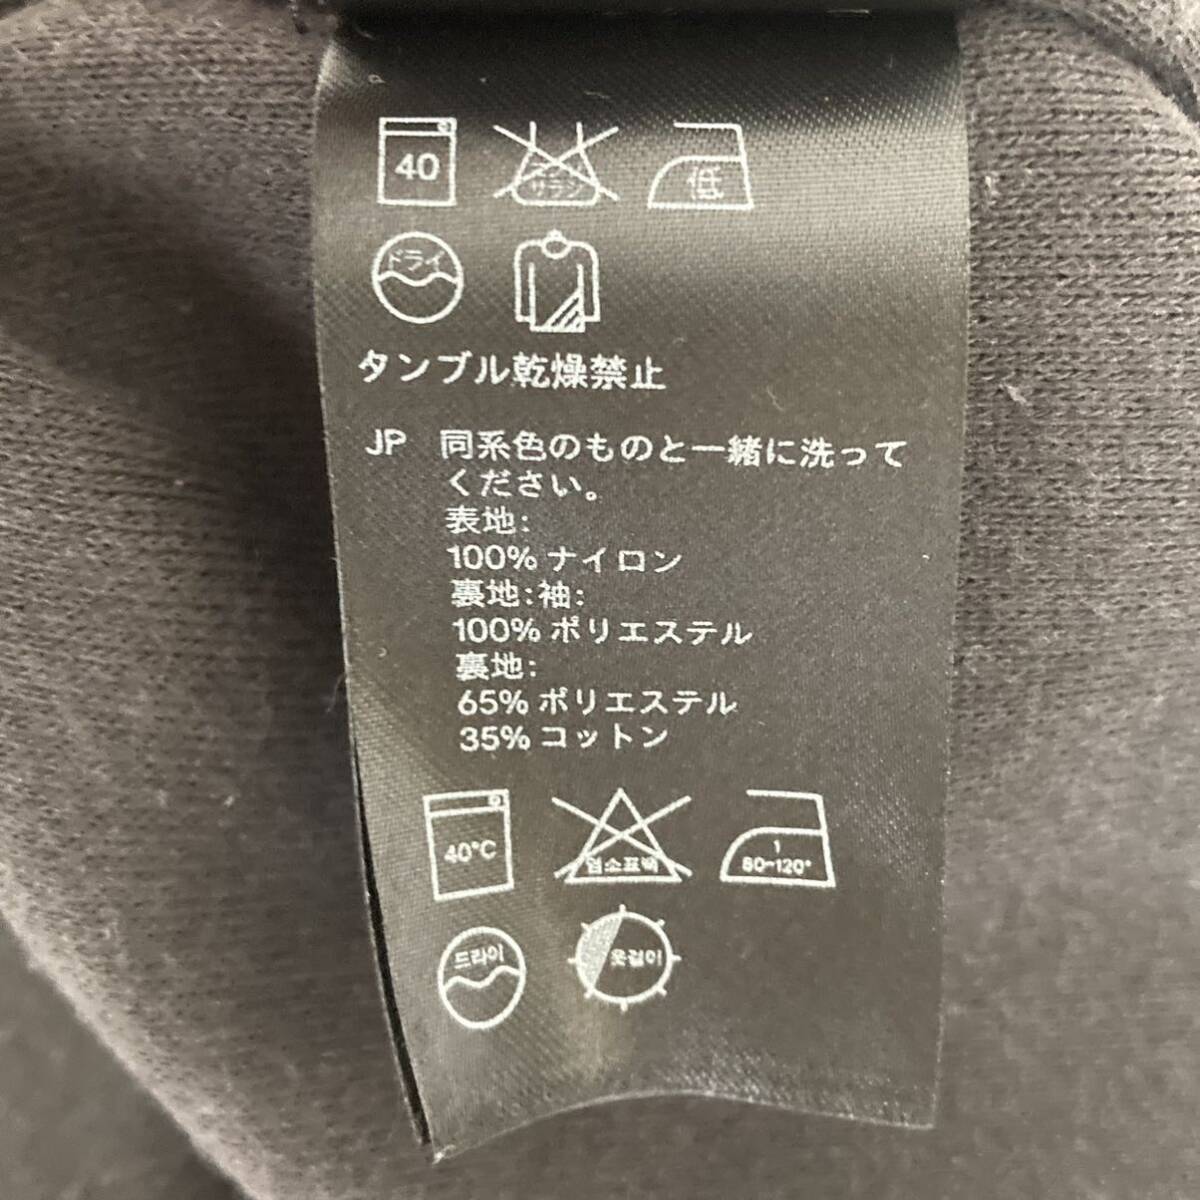 40
サラシ
低
ドライ
タンブル乾燥禁止
JP 同系色のものと一緒に洗って
ください。
表地:
100% ナイロン
裏地:袖:
100% ポリエステル
裏地:
65% ポリエステル
35% コットン
40°C
염소표백
1
80~120°
드라이
옷걸이